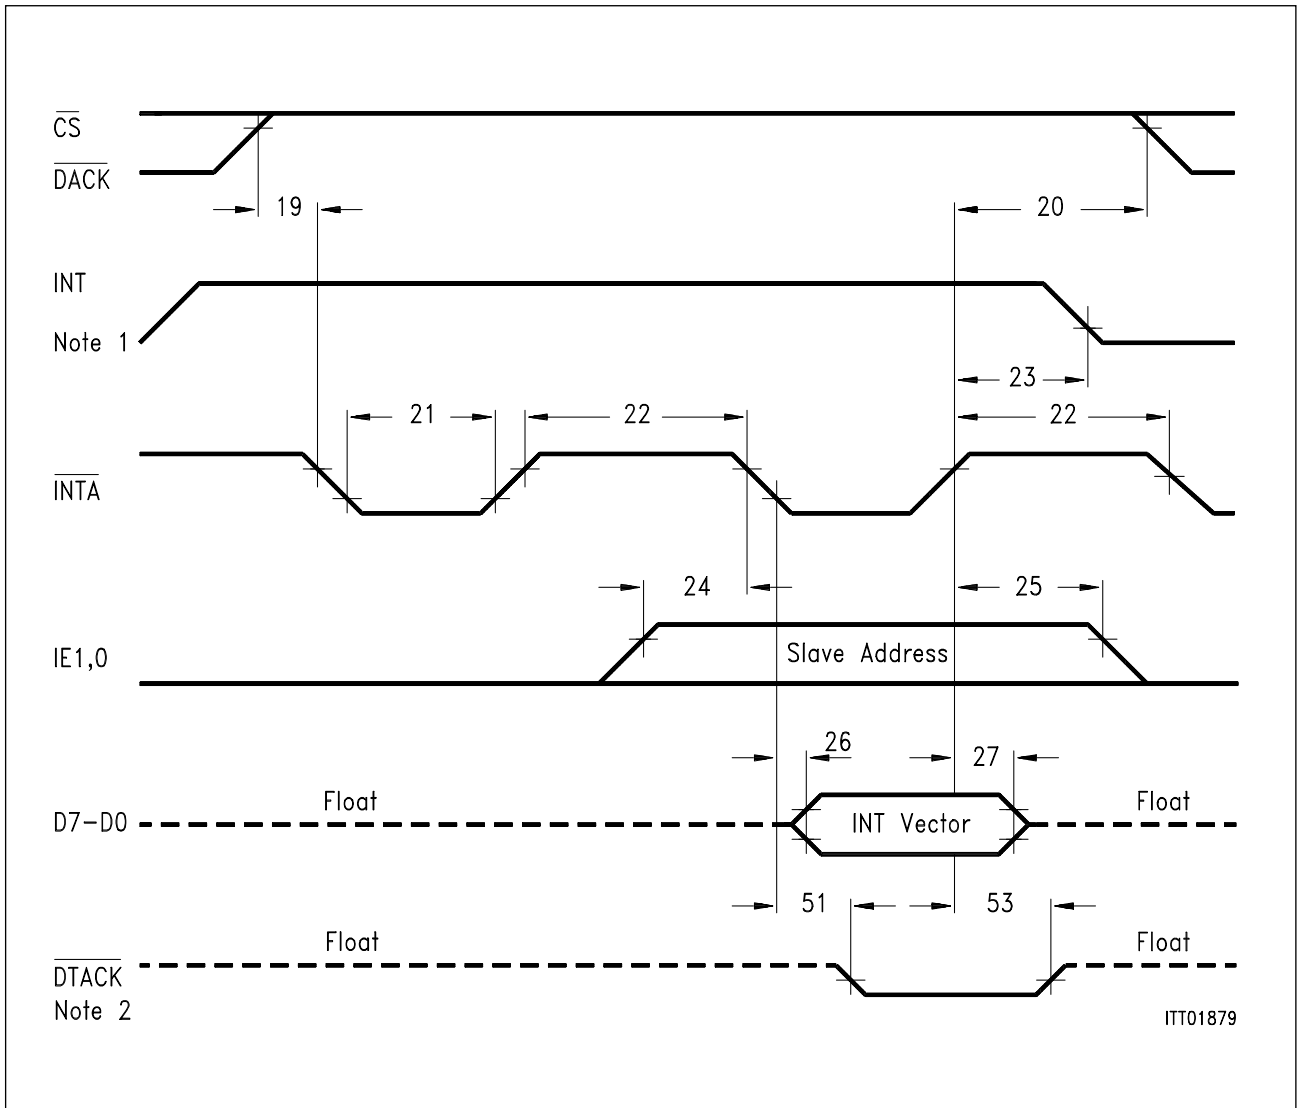 CS
DACK
19
20
INT
Note 1
23
21
22
22
INTA
24
25
IE1,0
Slave Address
26
27
Float
Float
D7-D0
INT Vector
51
53
Float
Float
DTACK
Note 2
ITT01879